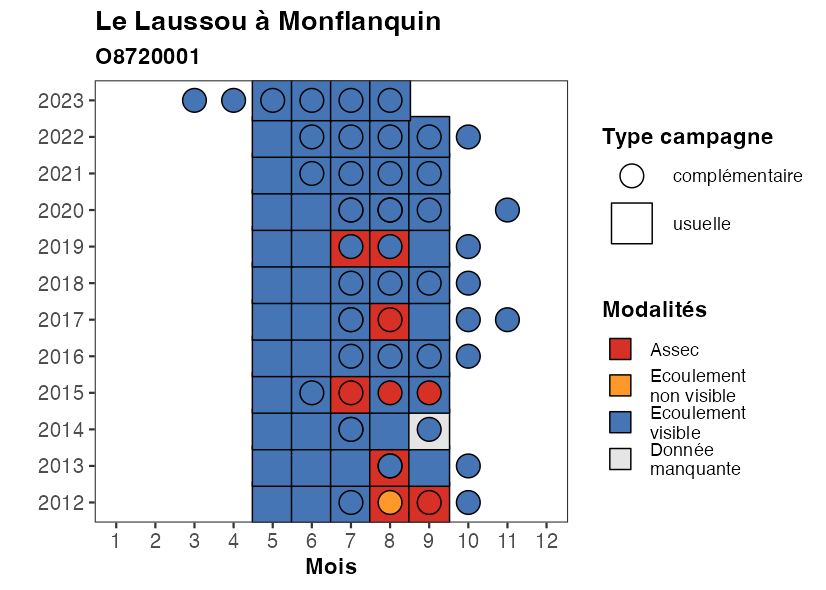 Le Laussou à Monflanquin
O8720001
2023
2022
2021
2020
2019
2018
2017
2016
2015
2014
2013
2012
1 2 3 4 5 6 7 8 9 10 11 12
Mois
Type campagne
complémentaire
usuelle
Modalités
Assec
Ecoulement
non visible
Ecoulement
visible
Donnée
manquante